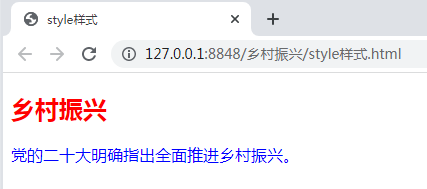 style样式
127.0.0.1:8848/乡村振兴/style样式.html
乡村振兴
党的二十大明确指出全面推进乡村振兴。